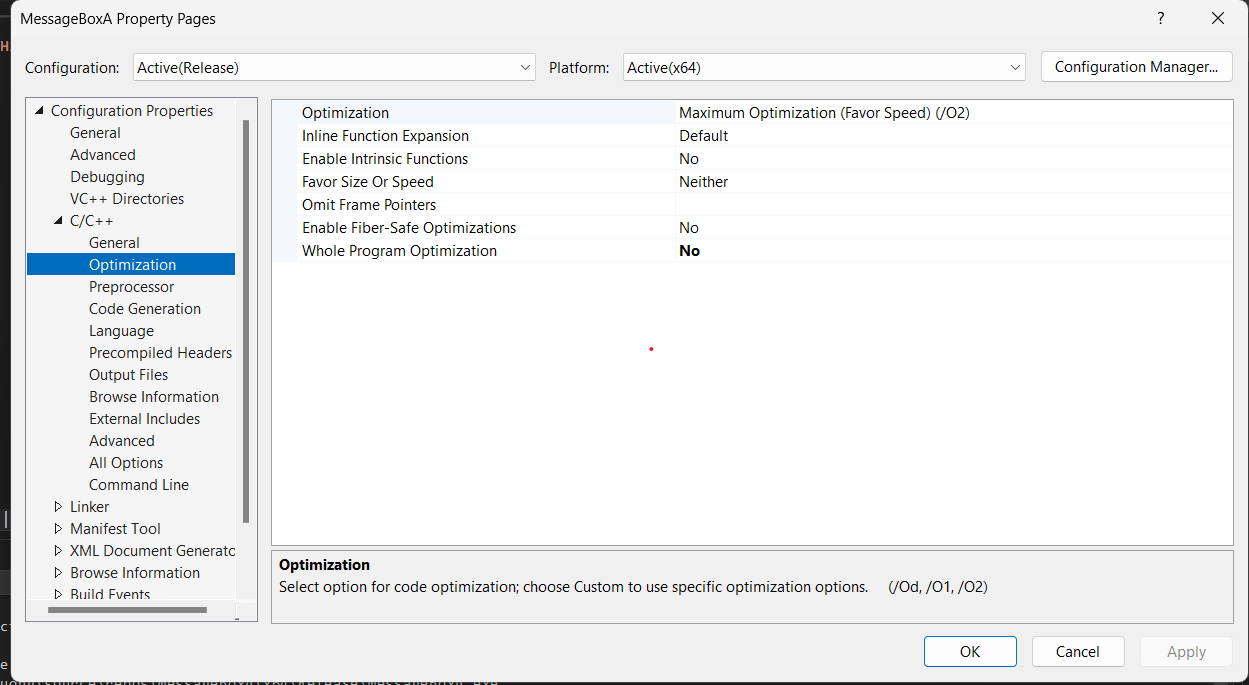 MessageBoxA Property Pages
?
Configuration: Active(Release) Platform: Active(x64) Configuration Manager...
Configuration Properties
General
Advanced
Debugging
VC++ Directories
C/C++
General
Optimization
Preprocessor
Code Generation
Language
Precompiled Headers
Output Files
Browse Information
External Includes
Advanced
All Options
Command Line
Linker
Manifest Tool
XML Document Generato
Browse Information
Build Events
Optimization Maximum Optimization (Favor Speed) (/O2)
Inline Function Expansion Default
Enable Intrinsic Functions No
Favor Size Or Speed Neither
Omit Frame Pointers
Enable Fiber-Safe Optimizations No
Whole Program Optimization No
Optimization
Select option for code optimization; choose Custom to use specific optimization options. (/Od, /O1, /O2)
OK Cancel Apply